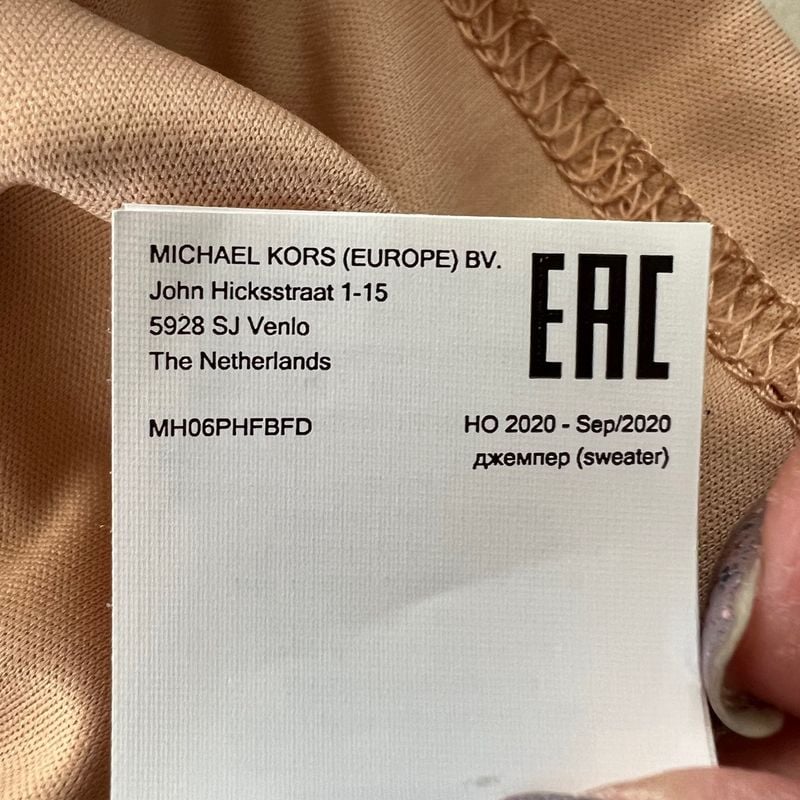 MICHAEL KORS (EUROPE) BV.
John Hicksstraat 1-15
5928 SJ Venlo
The Netherlands
EAC
MH06PHFBFD
HO 2020 - Sep/2020
джемпер (sweater)